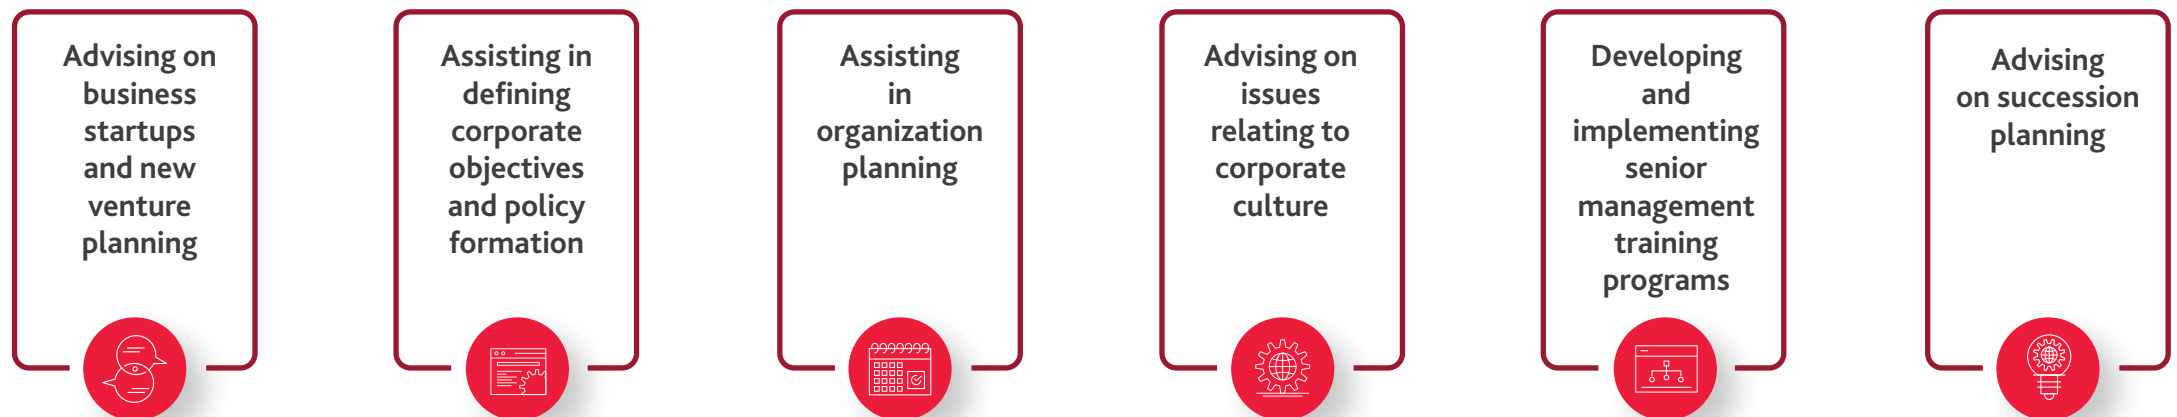 Advising on
business
startups
and new
venture
planning
Assisting in
defining
corporate
objectives
and policy
formation
Assisting
in
organization
planning
Advising on
issues
relating to
corporate
culture
Developing
and
implementing
senior
management
training
programs
Advising
on succession
planning